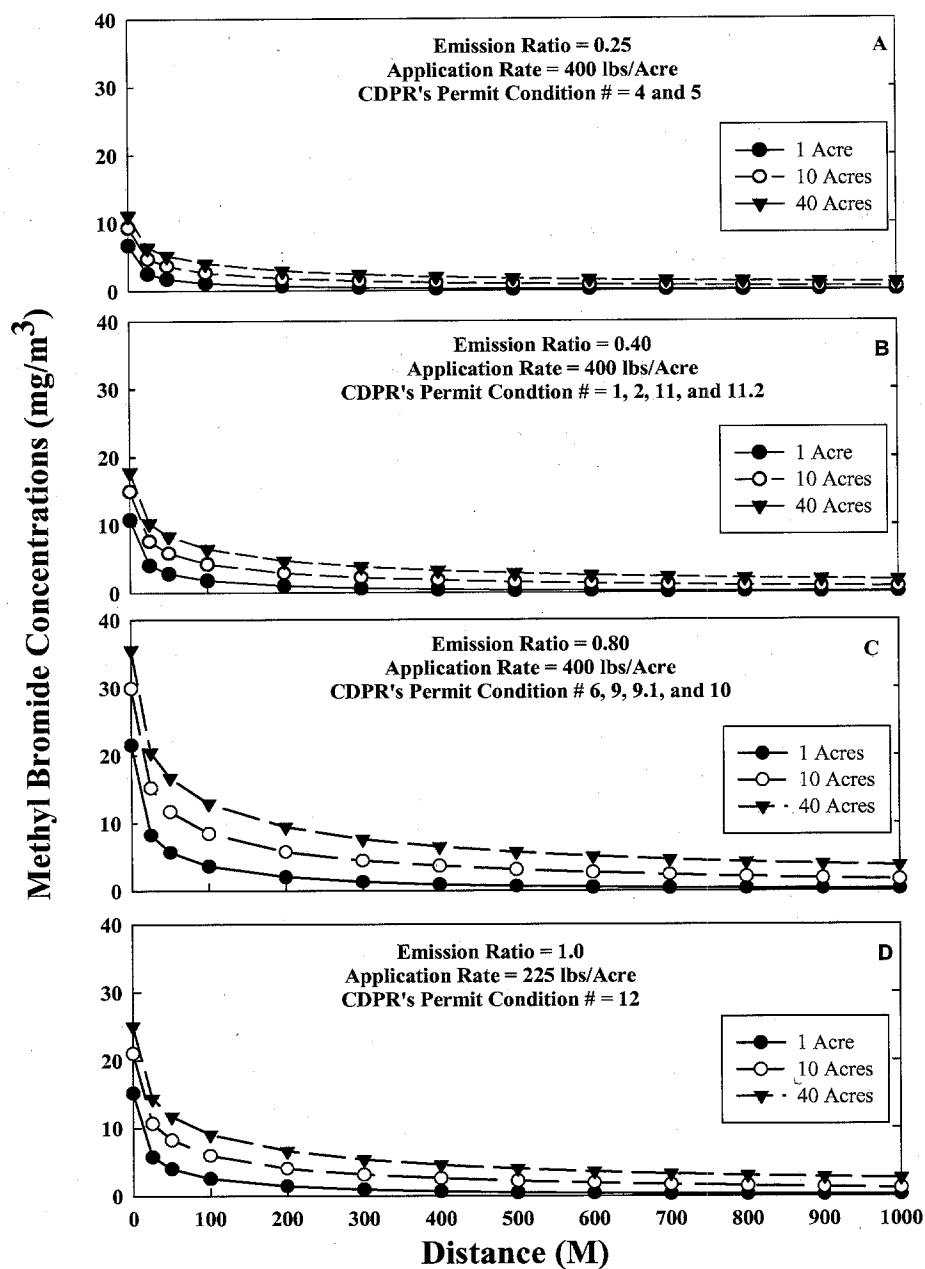 Methyl Bromide Concentrations (mg/m³)
40
30
20
10
0
Emission Ratio = 0.25
Application Rate = 400 lbs/Acre
CDPR's Permit Condition # = 4 and 5
A
1 Acre
10 Acres
40 Acres
40
30
20
10
0
Emission Ratio = 0.40
Application Rate = 400 lbs/Acre
CDPR's Permit Condtion # = 1, 2, 11, and 11.2
B
1 Acre
10 Acres
40 Acres
40
30
20
10
0
Emission Ratio = 0.80
Application Rate = 400 lbs/Acre
CDPR's Permit Condition # 6, 9, 9.1, and 10
C
1 Acres
10 Acres
40 Acres
40
30
20
10
0
Emission Ratio = 1.0
Application Rate = 225 lbs/Acre
CDPR's Permit Condition # = 12
D
1 Acre
10 Acres
40 Acres
0 100 200 300 400 500 600 700 800 900 1000
Distance (M)